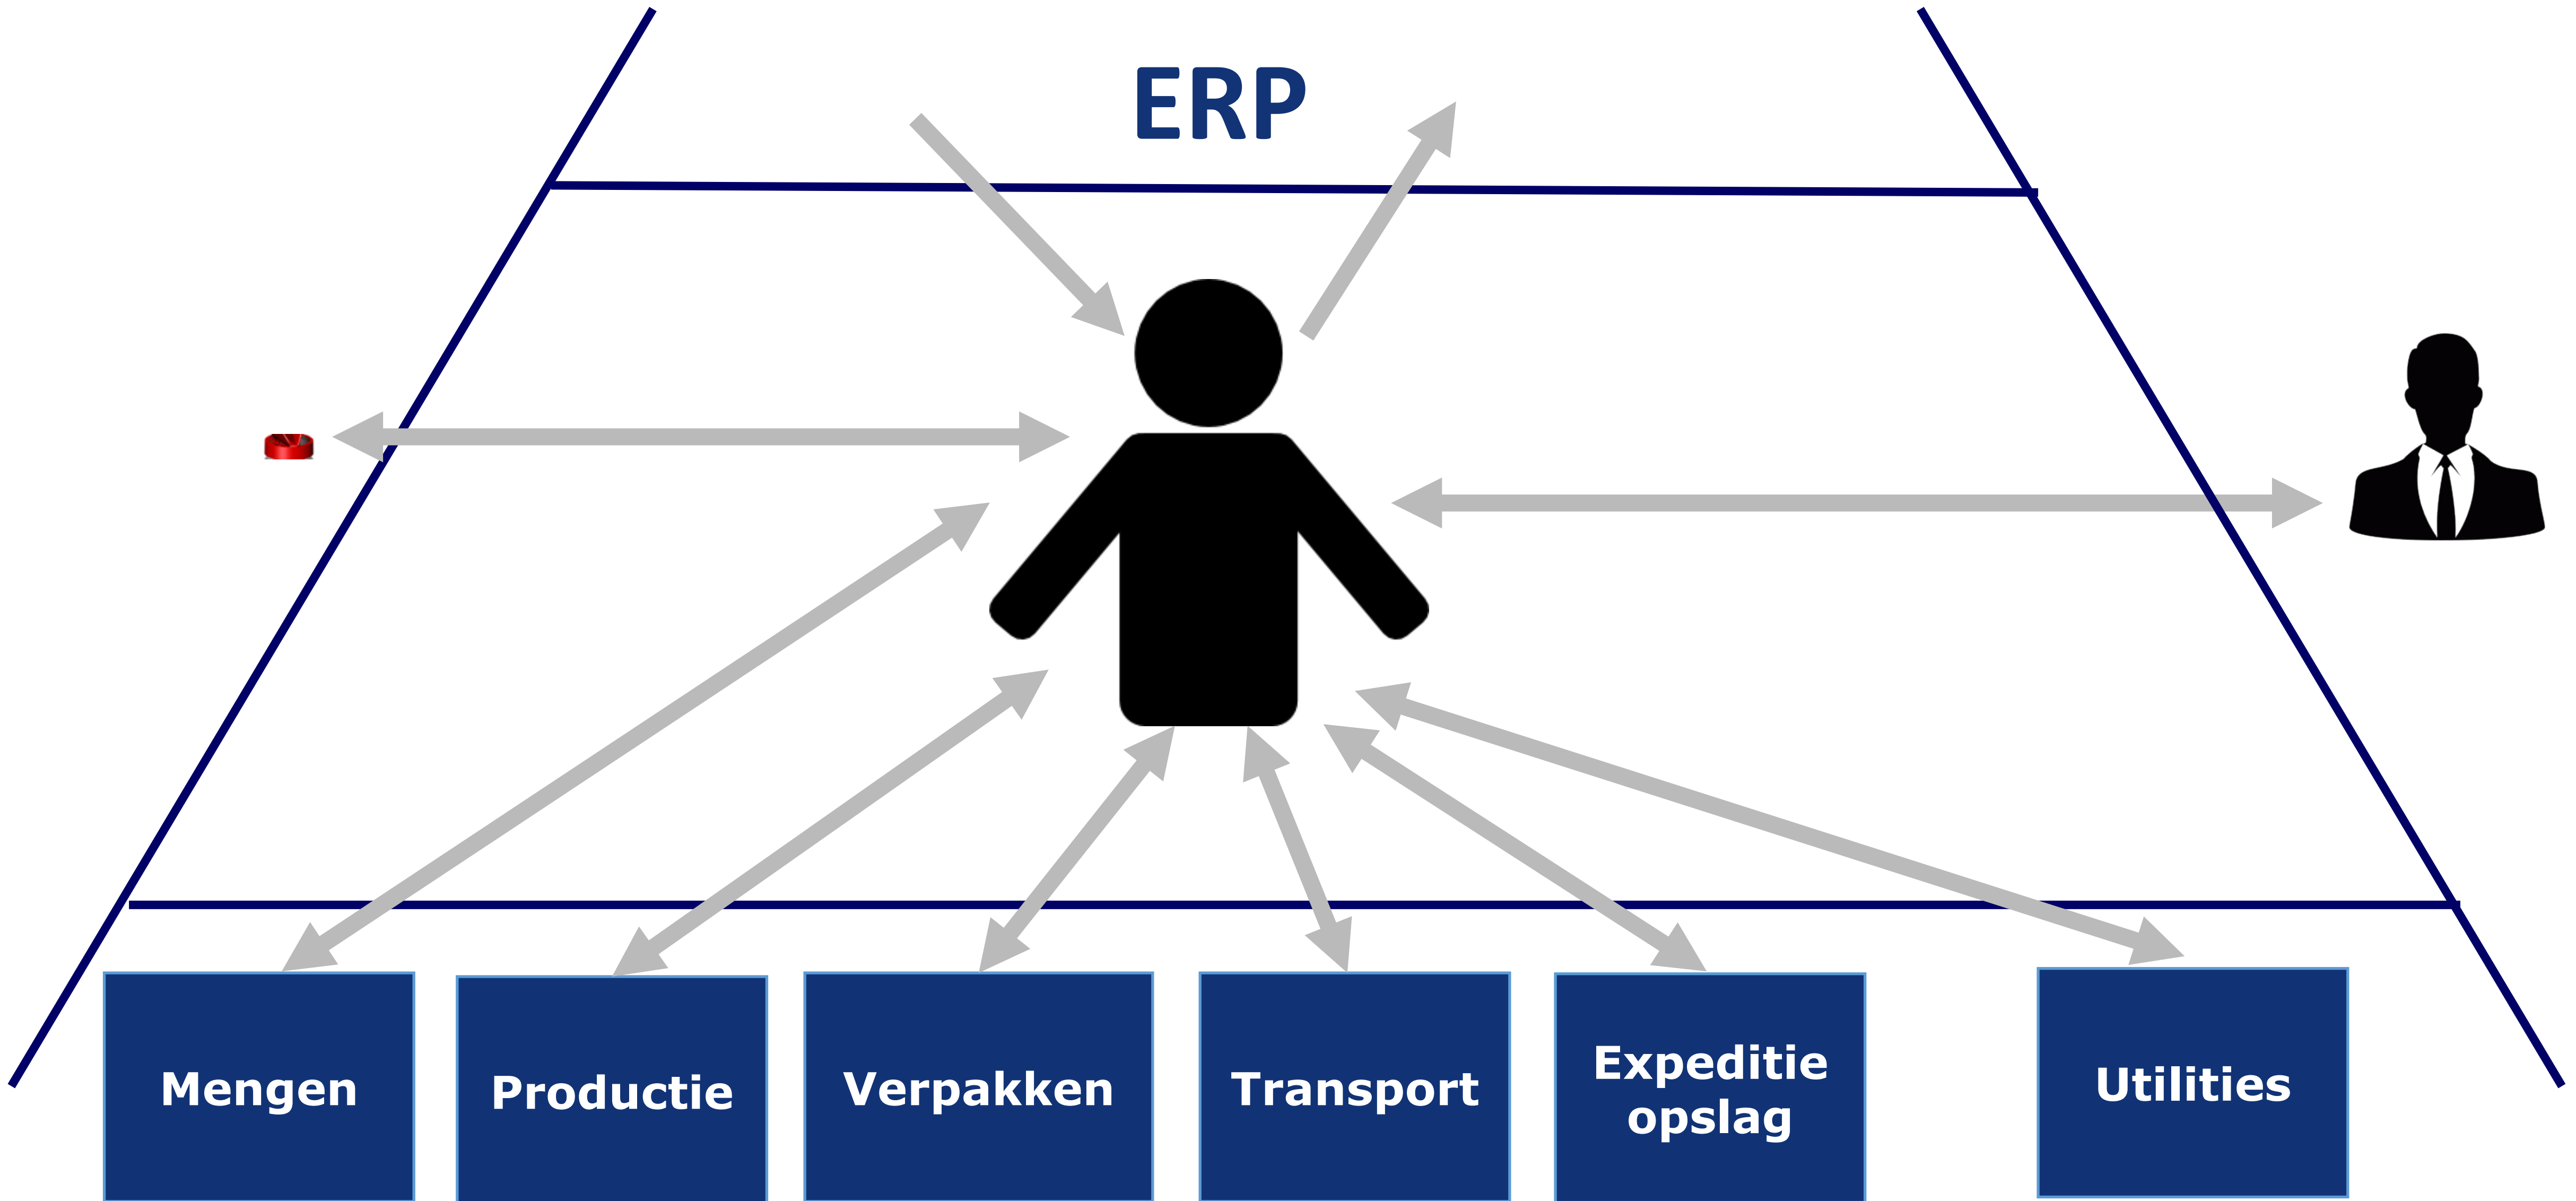 ERP
Mengen
Productie
Verpakken
Transport
Expeditie
opslag
Utilities